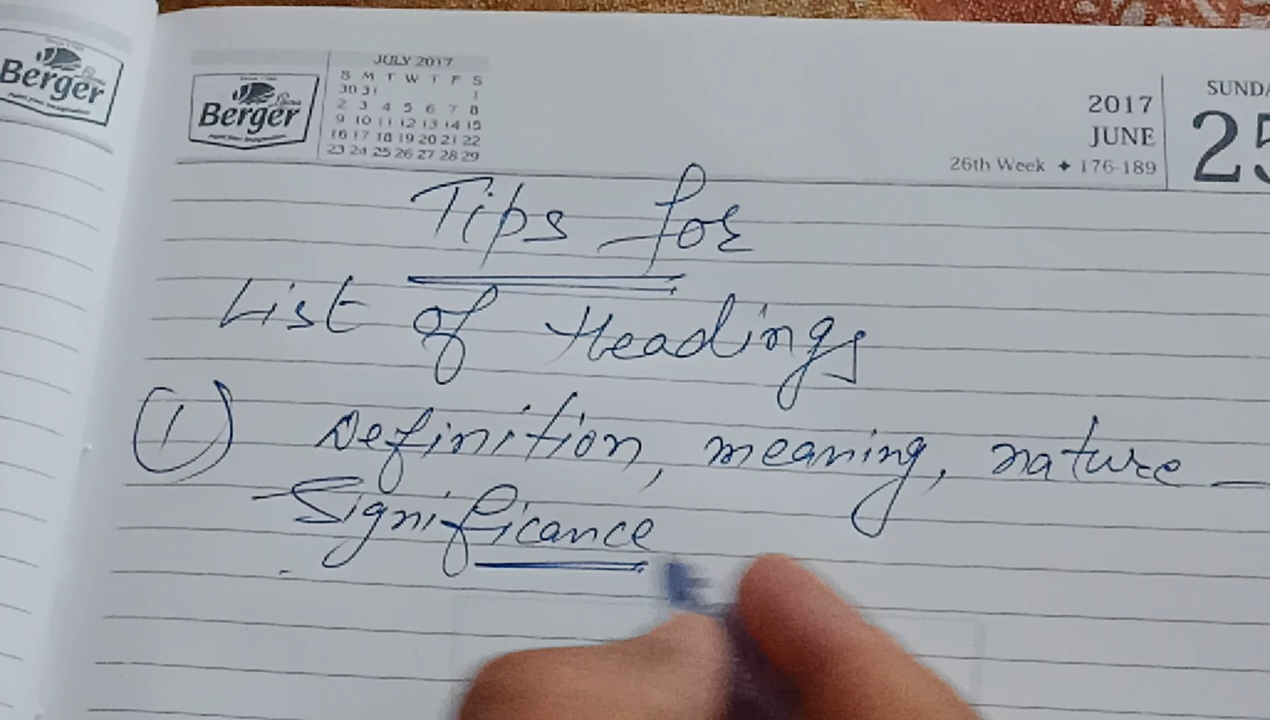 Berger
Berger
JULY 2017
S M T W T F S
30 31 1
2 3 4 5 6 7 8
9 10 11 12 13 14 15
16 17 18 19 20 21 22
23 24 25 26 27 28 29
2017
JUNE
26th Week ✦ 176-189
SUNDA
25
Tips for
List of Headings
① Definition, meaning, nature -
Significance